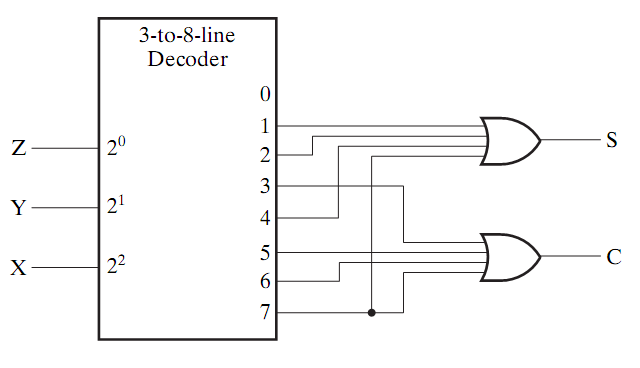 3-to-8-line
Decoder
0
1
S
Z
2⁰
2
3
Y
2¹
4
5
C
X
2²
6
7